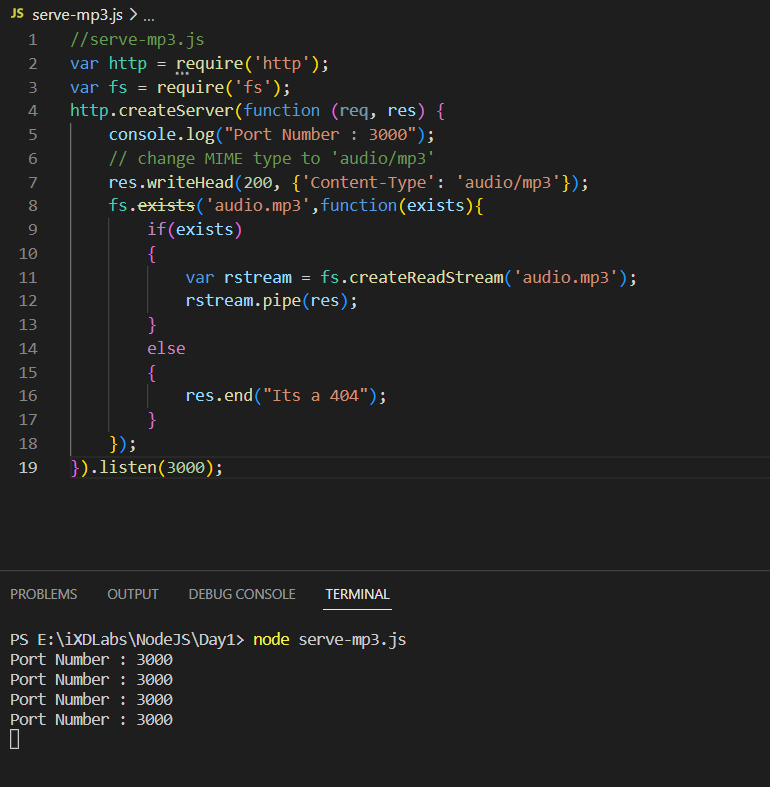 JS serve-mp3.js > ...
1 //serve-mp3.js
2 var http = require('http');
3 var fs = require('fs');
4 http.createServer(function (req, res) {
5 console.log("Port Number : 3000");
6 // change MIME type to 'audio/mp3'
7 res.writeHead(200, {'Content-Type': 'audio/mp3'});
8 fs.exists('audio.mp3',function(exists){
9 if(exists)
10 {
11 var rstream = fs.createReadStream('audio.mp3');
12 rstream.pipe(res);
13 }
14 else
15 {
16 res.end("Its a 404");
17 }
18 });
19 }).listen(3000);
PROBLEMS OUTPUT DEBUG CONSOLE TERMINAL
PS E:\iXDLabs\NodeJS\Day1> node serve-mp3.js
Port Number : 3000
Port Number : 3000
Port Number : 3000
Port Number : 3000